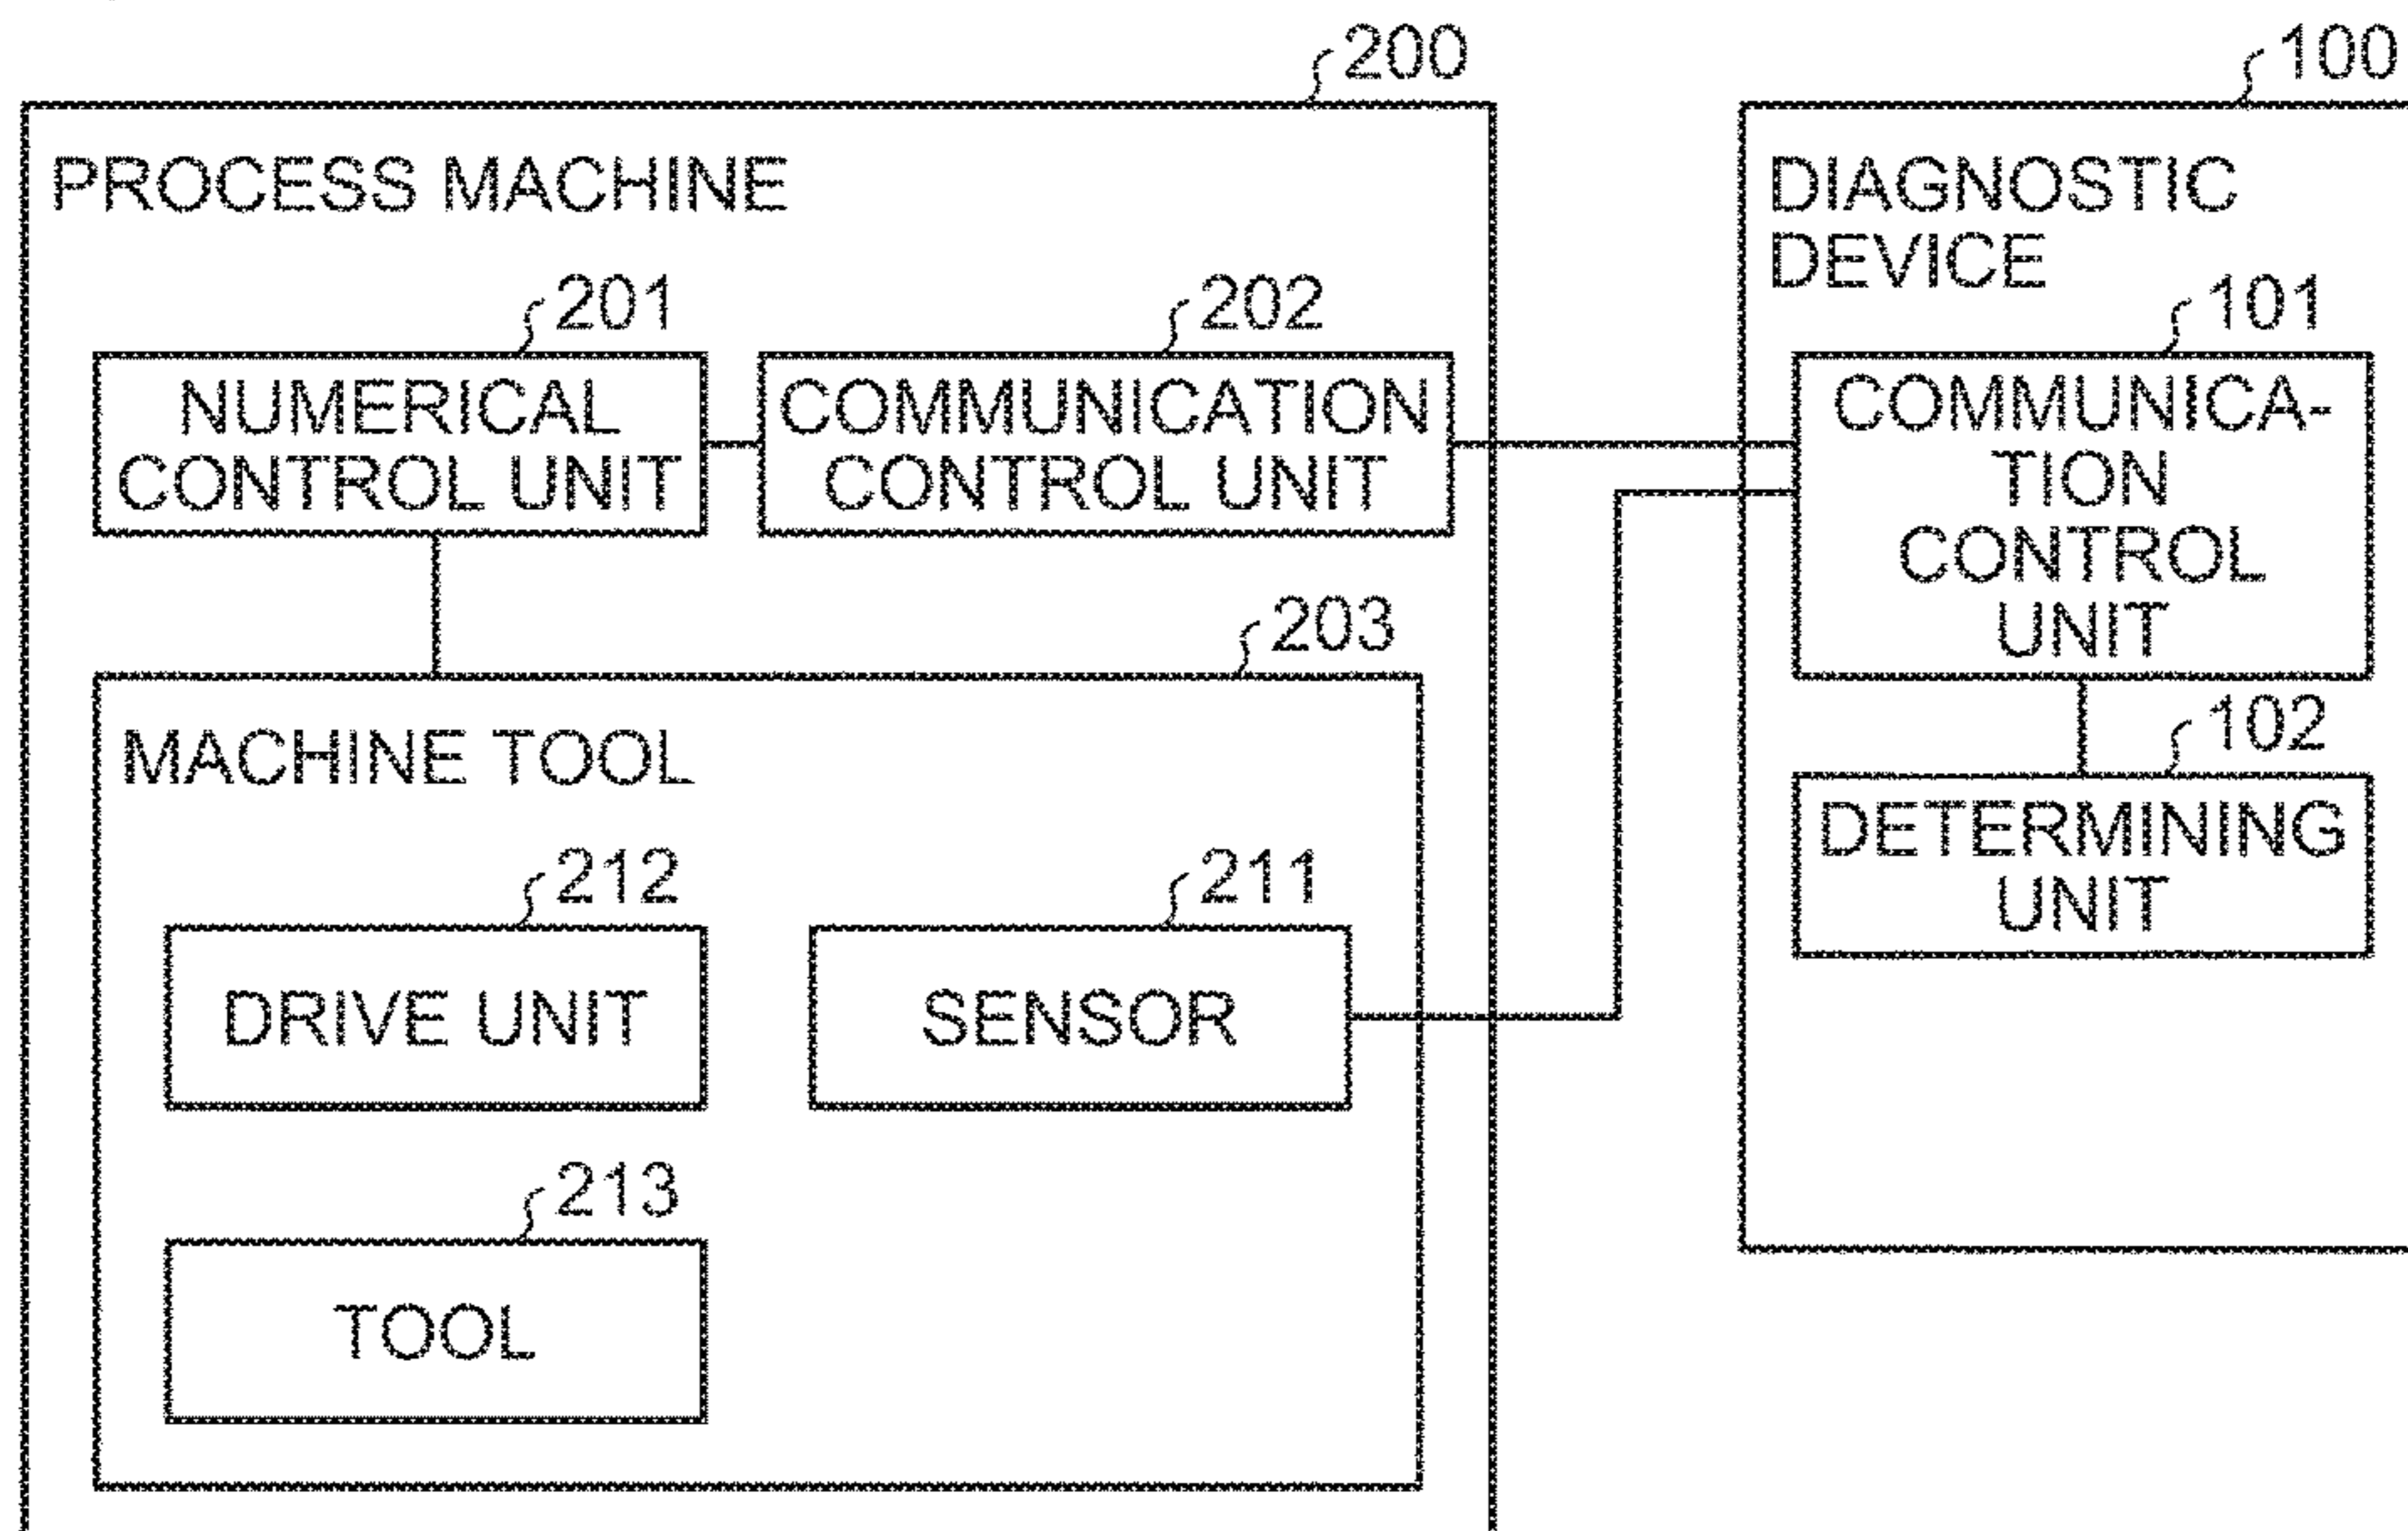 200
100
PROCESS MACHINE
DIAGNOSTIC
DEVICE
201
202
101
NUMERICAL
CONTROL UNIT
COMMUNICATION
CONTROL UNIT
COMMUNICA-
TION
CONTROL
UNIT
203
MACHINE TOOL
102
DETERMINING
UNIT
212
211
DRIVE UNIT
SENSOR
213
TOOL